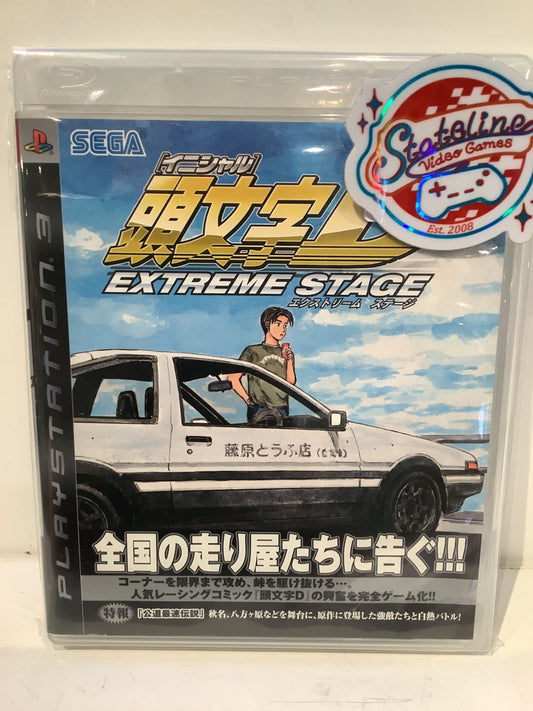 SEGA
Stateline
Video Games
Est. 2008
[イニシャル]
頭文字D
EXTREME STAGE
エクストリーム ステージ
PLAYSTATION 3
藤原とうふ店
全国の走り屋たちに告ぐ!!!
コーナーを限界まで攻め、峠を駆け抜ける…。
人気レーシングコミック『頭文字D』の興奮を完全ゲーム化!!
特報 「公道最速伝説」 秋名、八方ヶ原などを舞台に、原作に登場した強敵たちと白熱バトル!